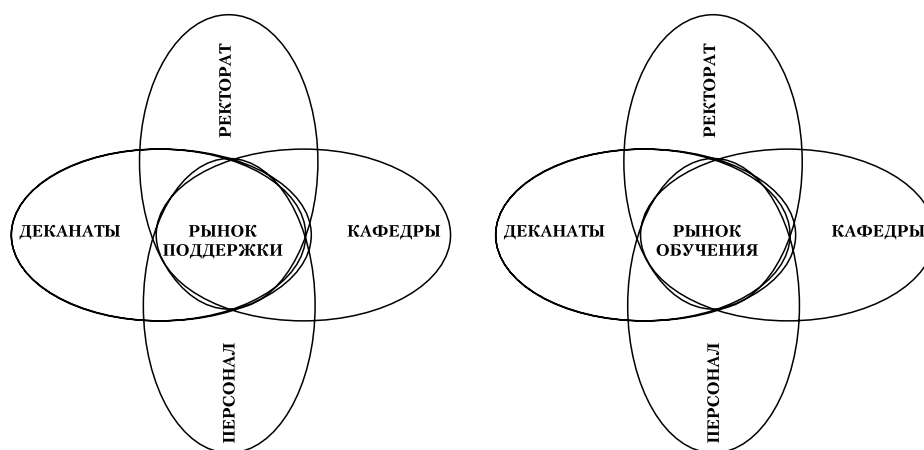 РЕКТОРАТ
ДЕКАНАТЫ
РЫНОК
ПОДДЕРЖКИ
КАФЕДРЫ
ПЕРСОНАЛ
РЕКТОРАТ
ДЕКАНАТЫ
РЫНОК
ОБУЧЕНИЯ
КАФЕДРЫ
ПЕРСОНАЛ